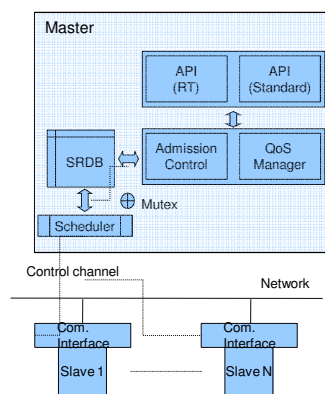 Master
API API
(RT) (Standard)
SRDB
Admission QoS
Control Manager
Mutex
Scheduler
Control channel
Network
Com. Com.
Interface Interface
Slave 1 Slave N